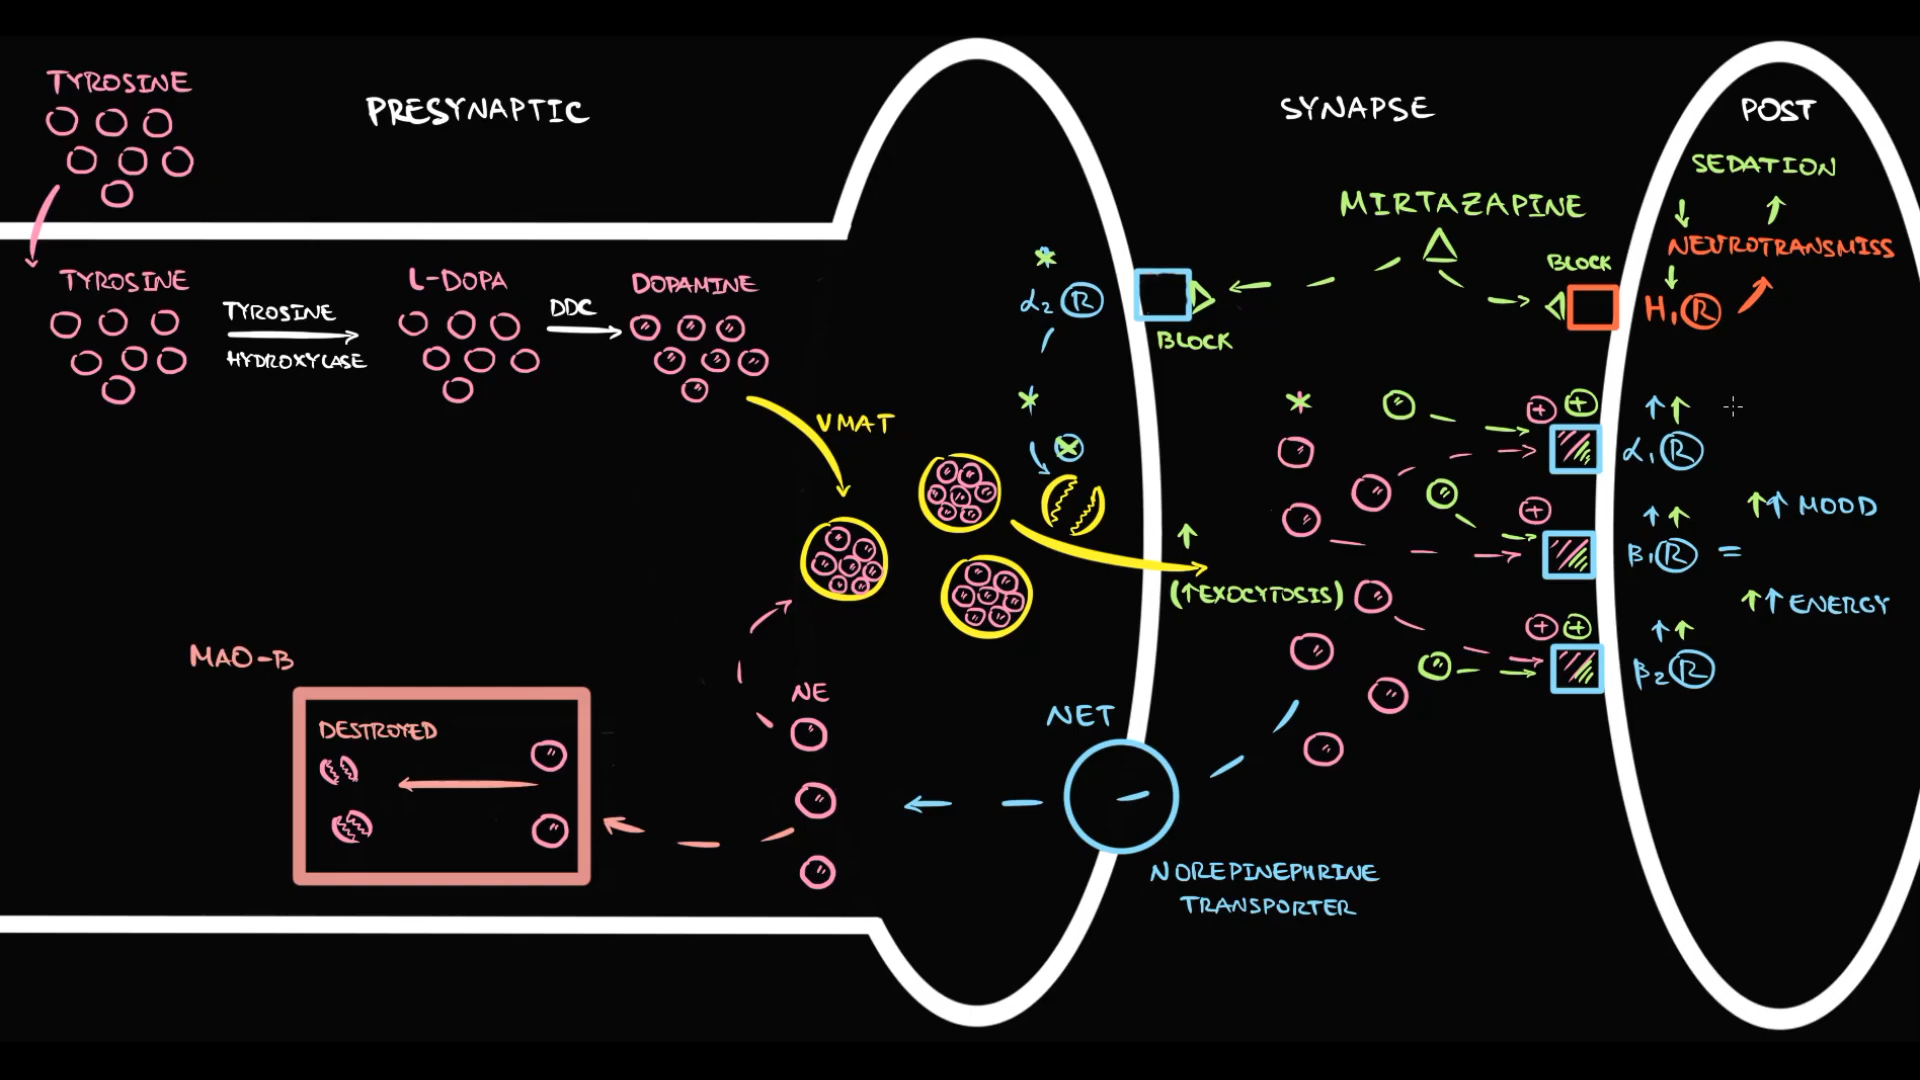 TYROSINE
PRESYNAPTIC
SYNAPSE
POST
SEDATION
MIRTAZAPINE
↓ ↑
NEUROTRANSMISS
BLOCK
↓
α2 R
BLOCK
H1 R
TYROSINE
TYROSINE
HYDROXYLASE
L-DOPA
DDC
DOPAMINE
VMAT
+ +
↑↑
α1 R
+
↑↑
β1 R =
↑↑ MOOD
↑↑ ENERGY
↑
(↑EXOCYTOSIS)
+ +
↑↑
β2 R
MAO-B
DESTROYED
NE
NET
NOREPINEPHRINE
TRANSPORTER